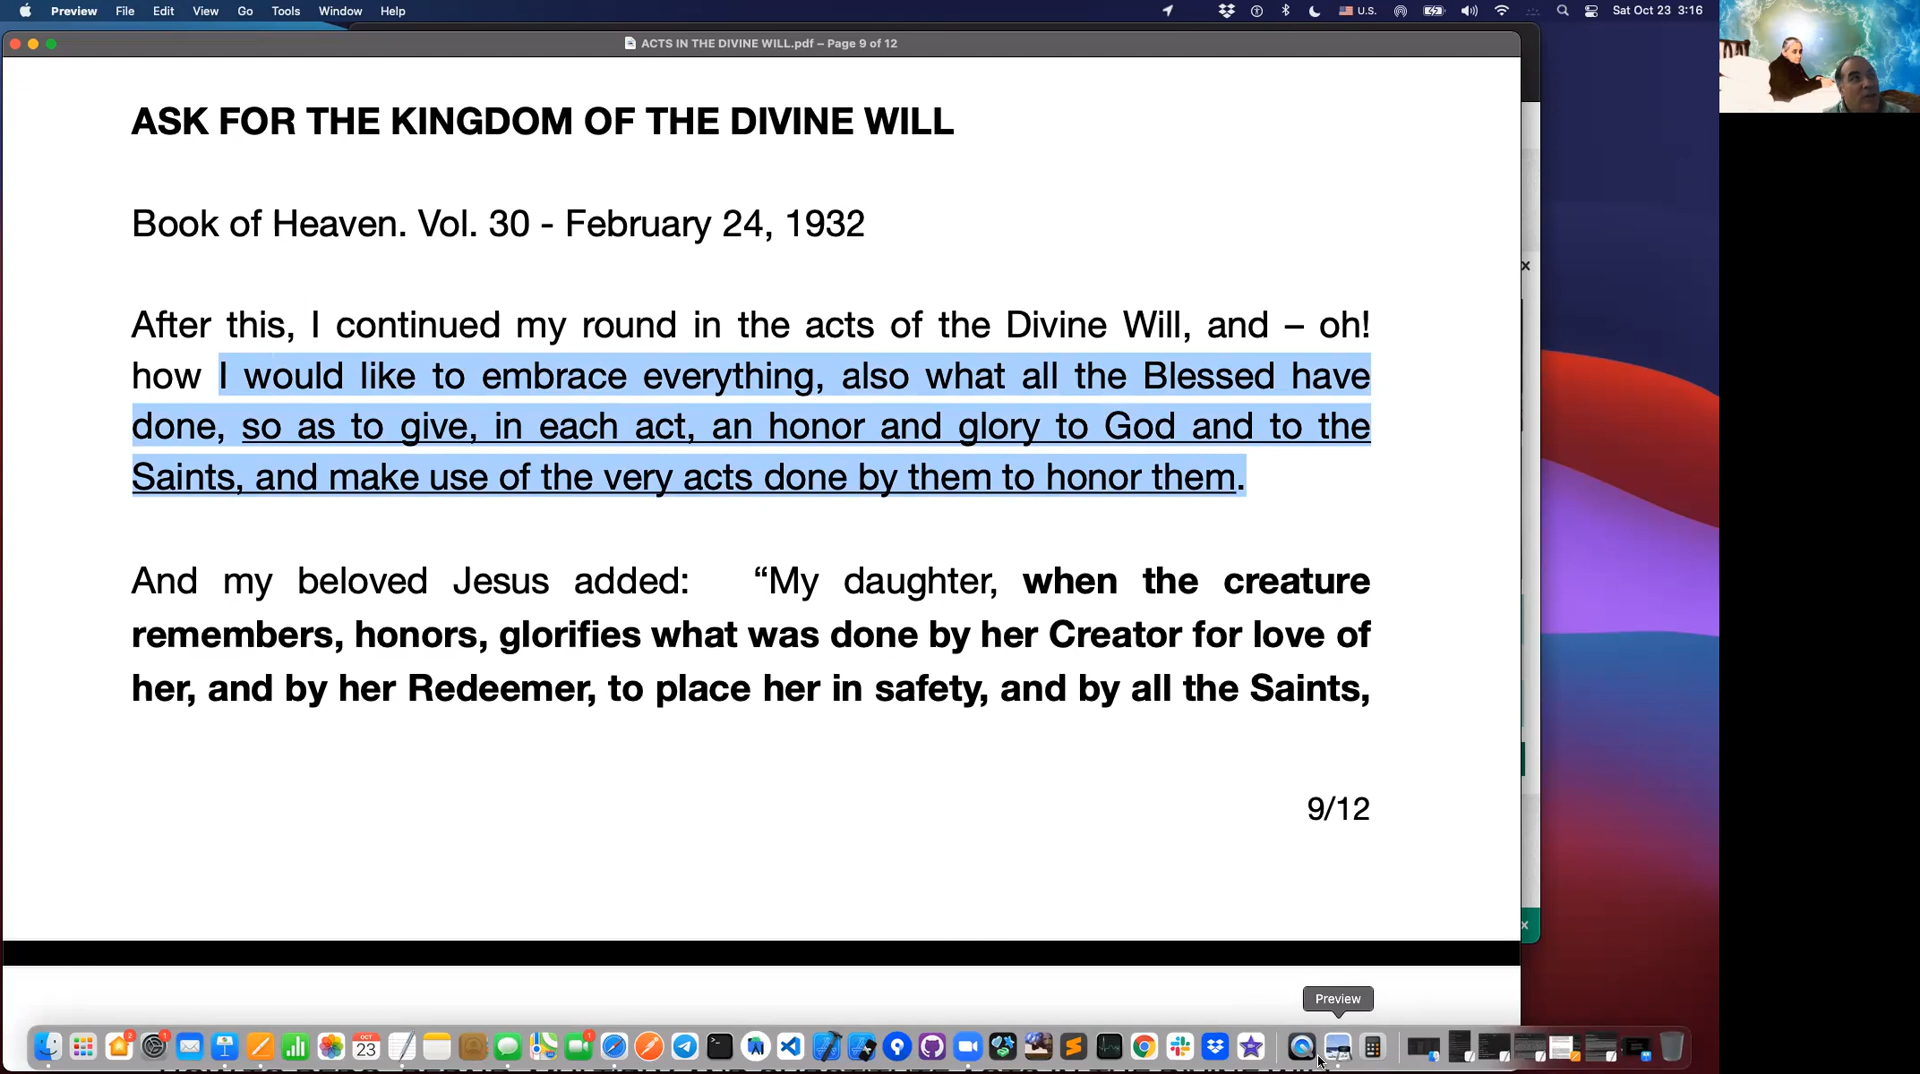 Preview File Edit View Go Tools Window Help U.S. Sat Oct 23 3:16
ACTS IN THE DIVINE WILL.pdf – Page 9 of 12
ASK FOR THE KINGDOM OF THE DIVINE WILL
Book of Heaven. Vol. 30 - February 24, 1932
After this, I continued my round in the acts of the Divine Will, and – oh!
how I would like to embrace everything, also what all the Blessed have
done, so as to give, in each act, an honor and glory to God and to the
Saints, and make use of the very acts done by them to honor them.
And my beloved Jesus added: “My daughter, when the creature
remembers, honors, glorifies what was done by her Creator for love of
her, and by her Redeemer, to place her in safety, and by all the Saints,
9/12
Preview
OCT
23